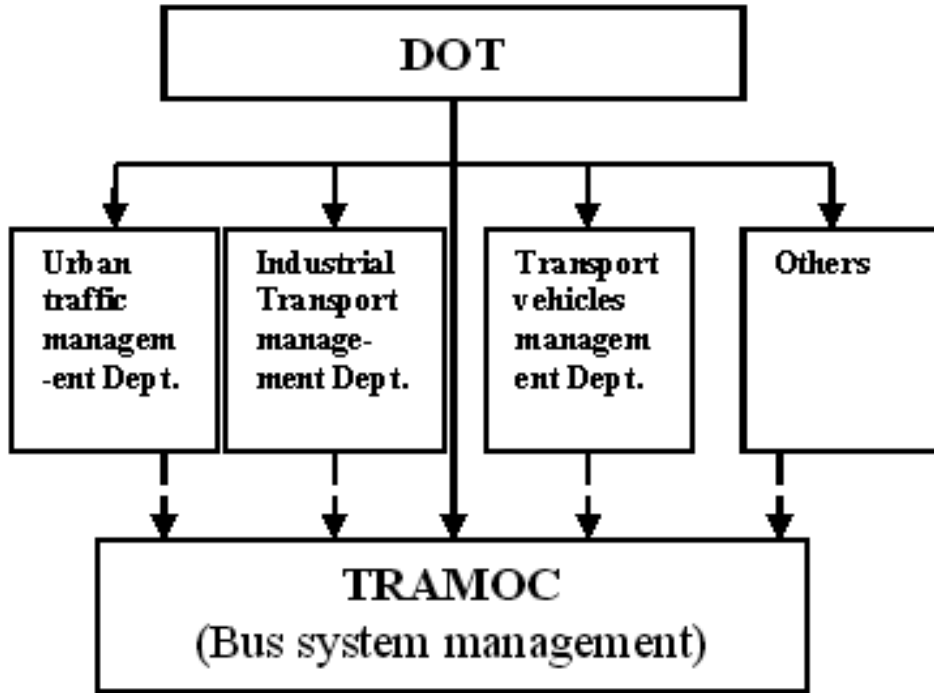 DOT
Urban
traffic
managem
-ent Dept.
Industrial
Transport
manage-
ment Dept.
Transport
vehicles
managem
ent Dept.
Others
TRAMOC
(Bus system management)